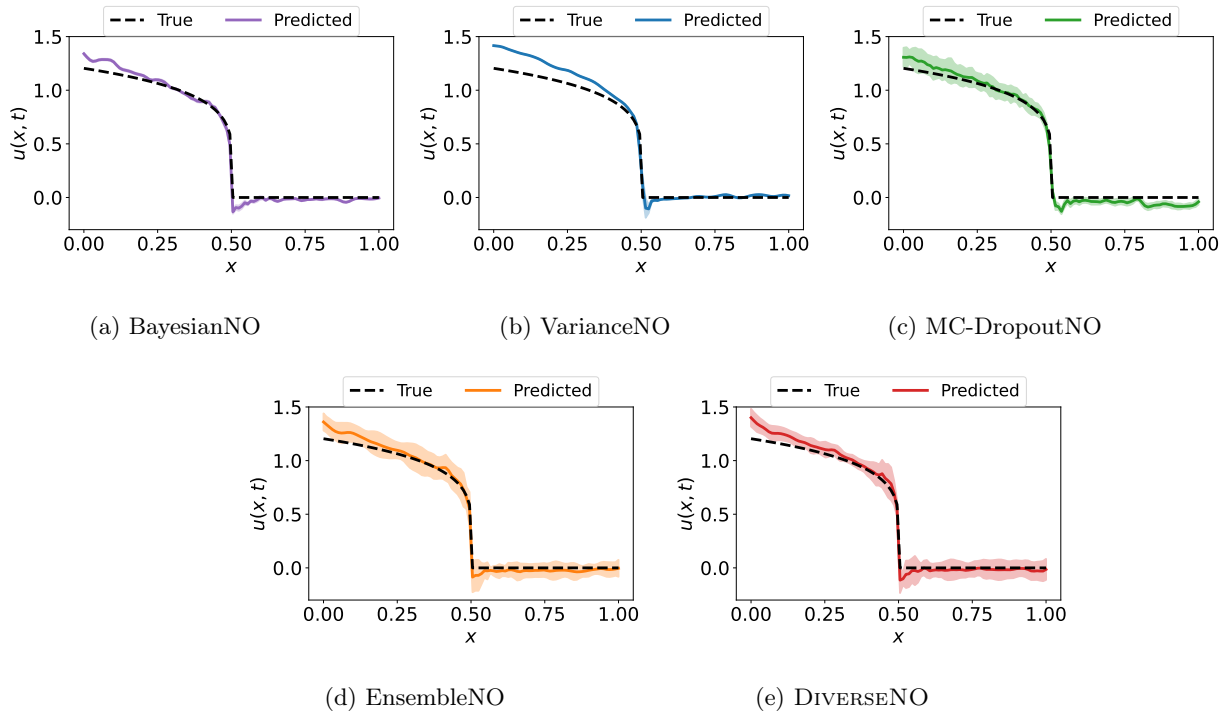 True Predicted
1.5
1.0
0.5
0.0
u(x, t)
0.00 0.25 0.50 0.75 1.00
x
(a) BayesianNO
True Predicted
1.5
1.0
0.5
0.0
u(x, t)
0.00 0.25 0.50 0.75 1.00
x
(b) VarianceNO
True Predicted
1.5
1.0
0.5
0.0
u(x, t)
0.00 0.25 0.50 0.75 1.00
x
(c) MC-DropoutNO
True Predicted
1.5
1.0
0.5
0.0
u(x, t)
0.00 0.25 0.50 0.75 1.00
x
(d) EnsembleNO
True Predicted
1.5
1.0
0.5
0.0
u(x, t)
0.00 0.25 0.50 0.75 1.00
x
(e) DIVERSENO